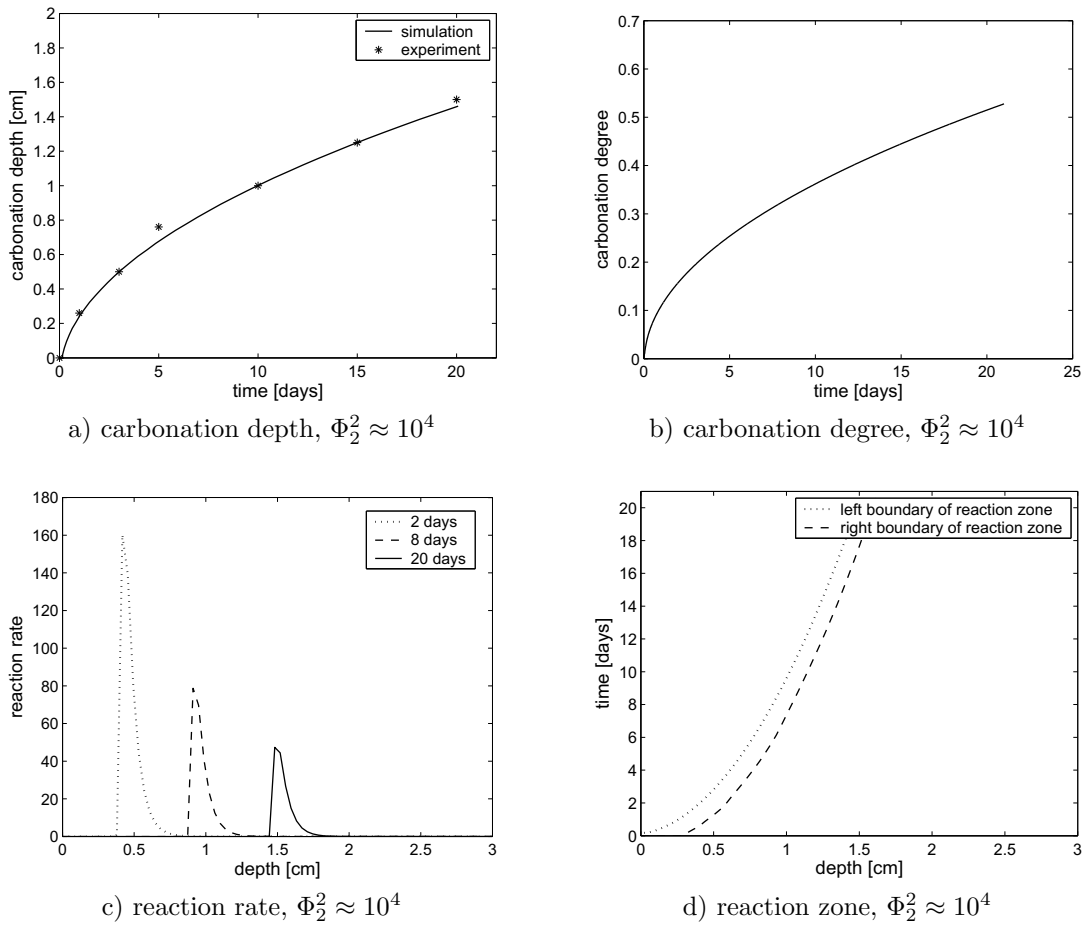 2
1.8
1.6
1.4
1.2
1
0.8
0.6
0.4
0.2
0
carbonation depth [cm]
simulation
experiment
0 5 10 15 20
time [days]
a) carbonation depth, Φ₂² ≈ 10⁴
0.7
0.6
0.5
0.4
0.3
0.2
0.1
0
carbonation degree
0 5 10 15 20 25
time [days]
b) carbonation degree, Φ₂² ≈ 10⁴
180
160
140
120
100
80
60
40
20
0
reaction rate
2 days
8 days
20 days
0 0.5 1 1.5 2 2.5 3
depth [cm]
c) reaction rate, Φ₂² ≈ 10⁴
20
18
16
14
12
10
8
6
4
2
0
time [days]
left boundary of reaction zone
right boundary of reaction zone
0 0.5 1 1.5 2 2.5 3
depth [cm]
d) reaction zone, Φ₂² ≈ 10⁴